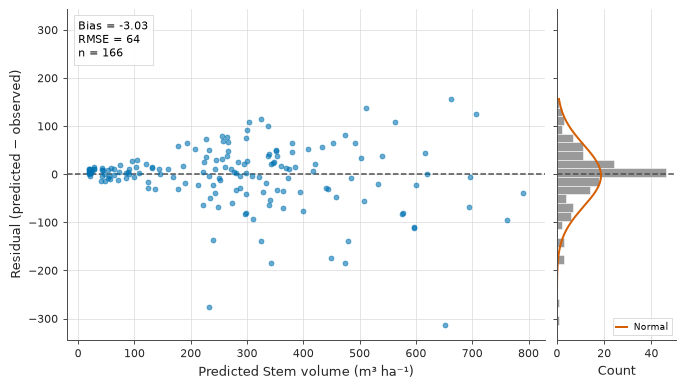 Bias = -3.03
RMSE = 64
n = 166
300
200
100
0
−100
−200
−300
Residual (predicted − observed)
0 100 200 300 400 500 600 700 800
Predicted Stem volume (m³ ha⁻¹)
Normal
0 20 40
Count